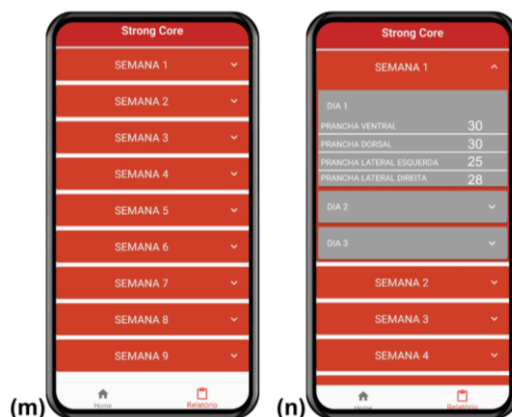 Strong Core
SEMANA 1
SEMANA 2
SEMANA 3
SEMANA 4
SEMANA 5
SEMANA 6
SEMANA 7
SEMANA 8
SEMANA 9
Home
Relatório
(m)
Strong Core
SEMANA 1
DIA 1
PRANCHA VENTRAL 30
PRANCHA DORSAL 30
PRANCHA LATERAL ESQUERDA 25
PRANCHA LATERAL DIREITA 28
DIA 2
DIA 3
SEMANA 2
SEMANA 3
SEMANA 4
Home
Relatório
(n)